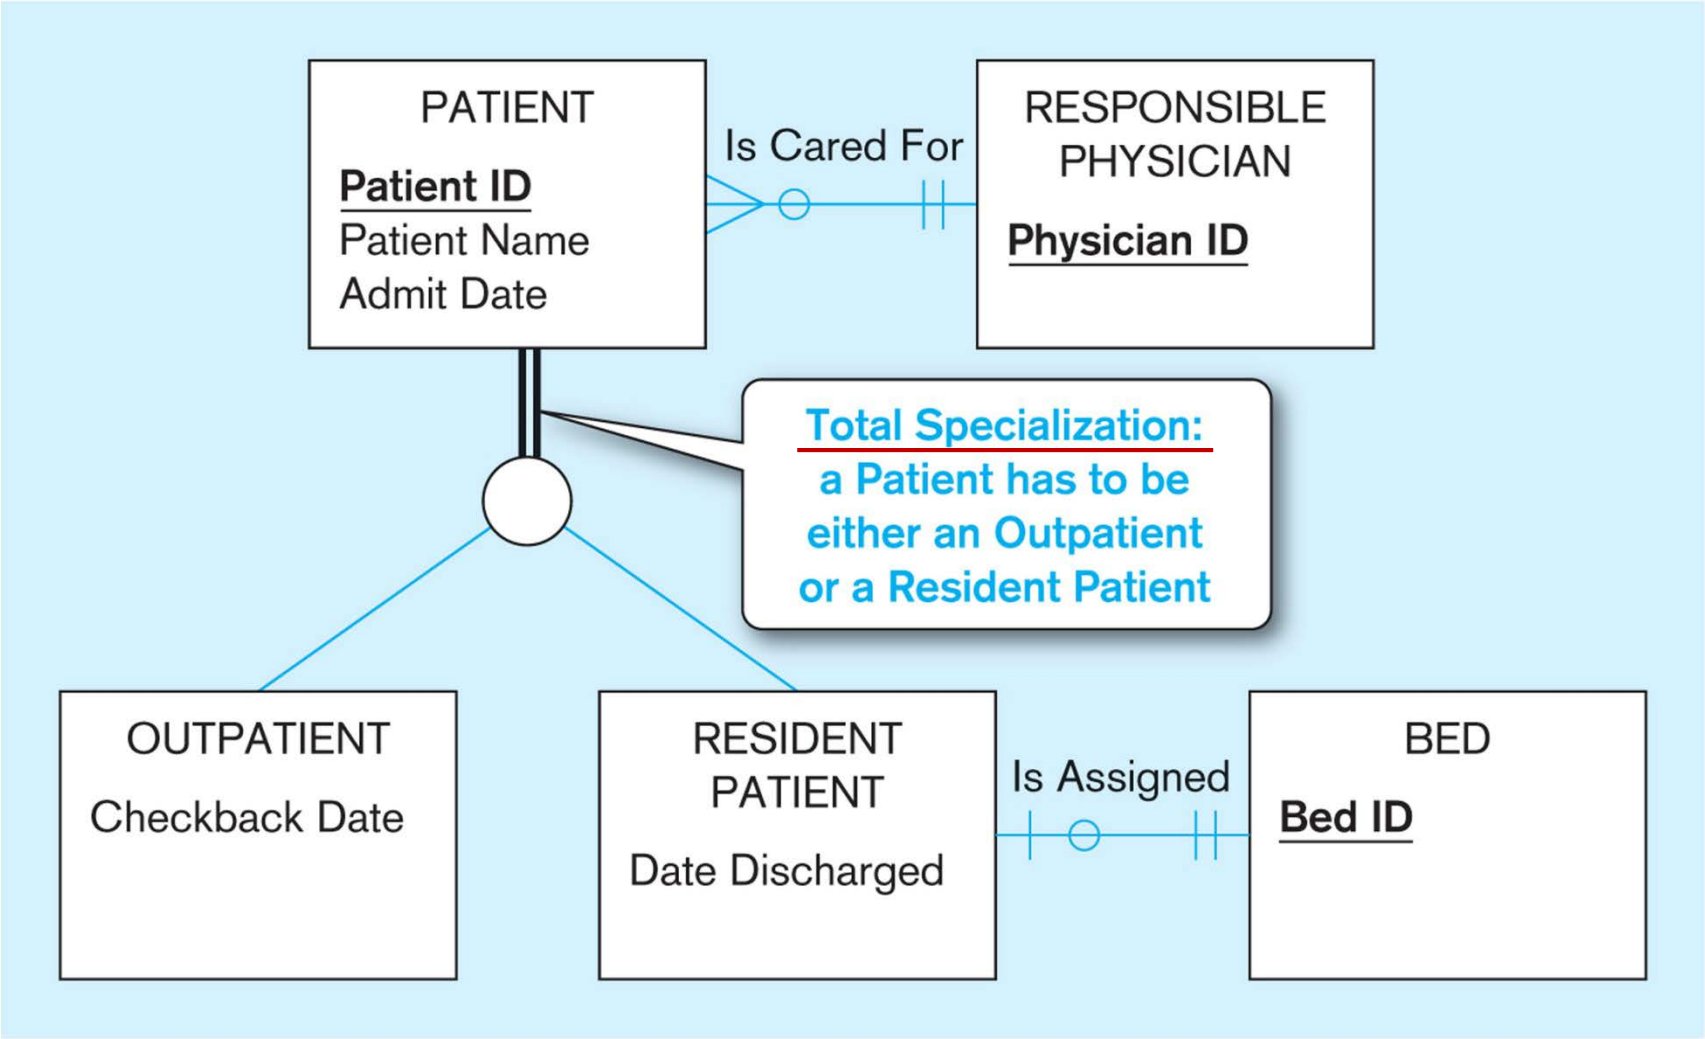 PATIENT
Patient ID
Patient Name
Admit Date
Is Cared For
RESPONSIBLE
PHYSICIAN
Physician ID
Total Specialization:
a Patient has to be
either an Outpatient
or a Resident Patient
OUTPATIENT
Checkback Date
RESIDENT
PATIENT
Date Discharged
Is Assigned
BED
Bed ID